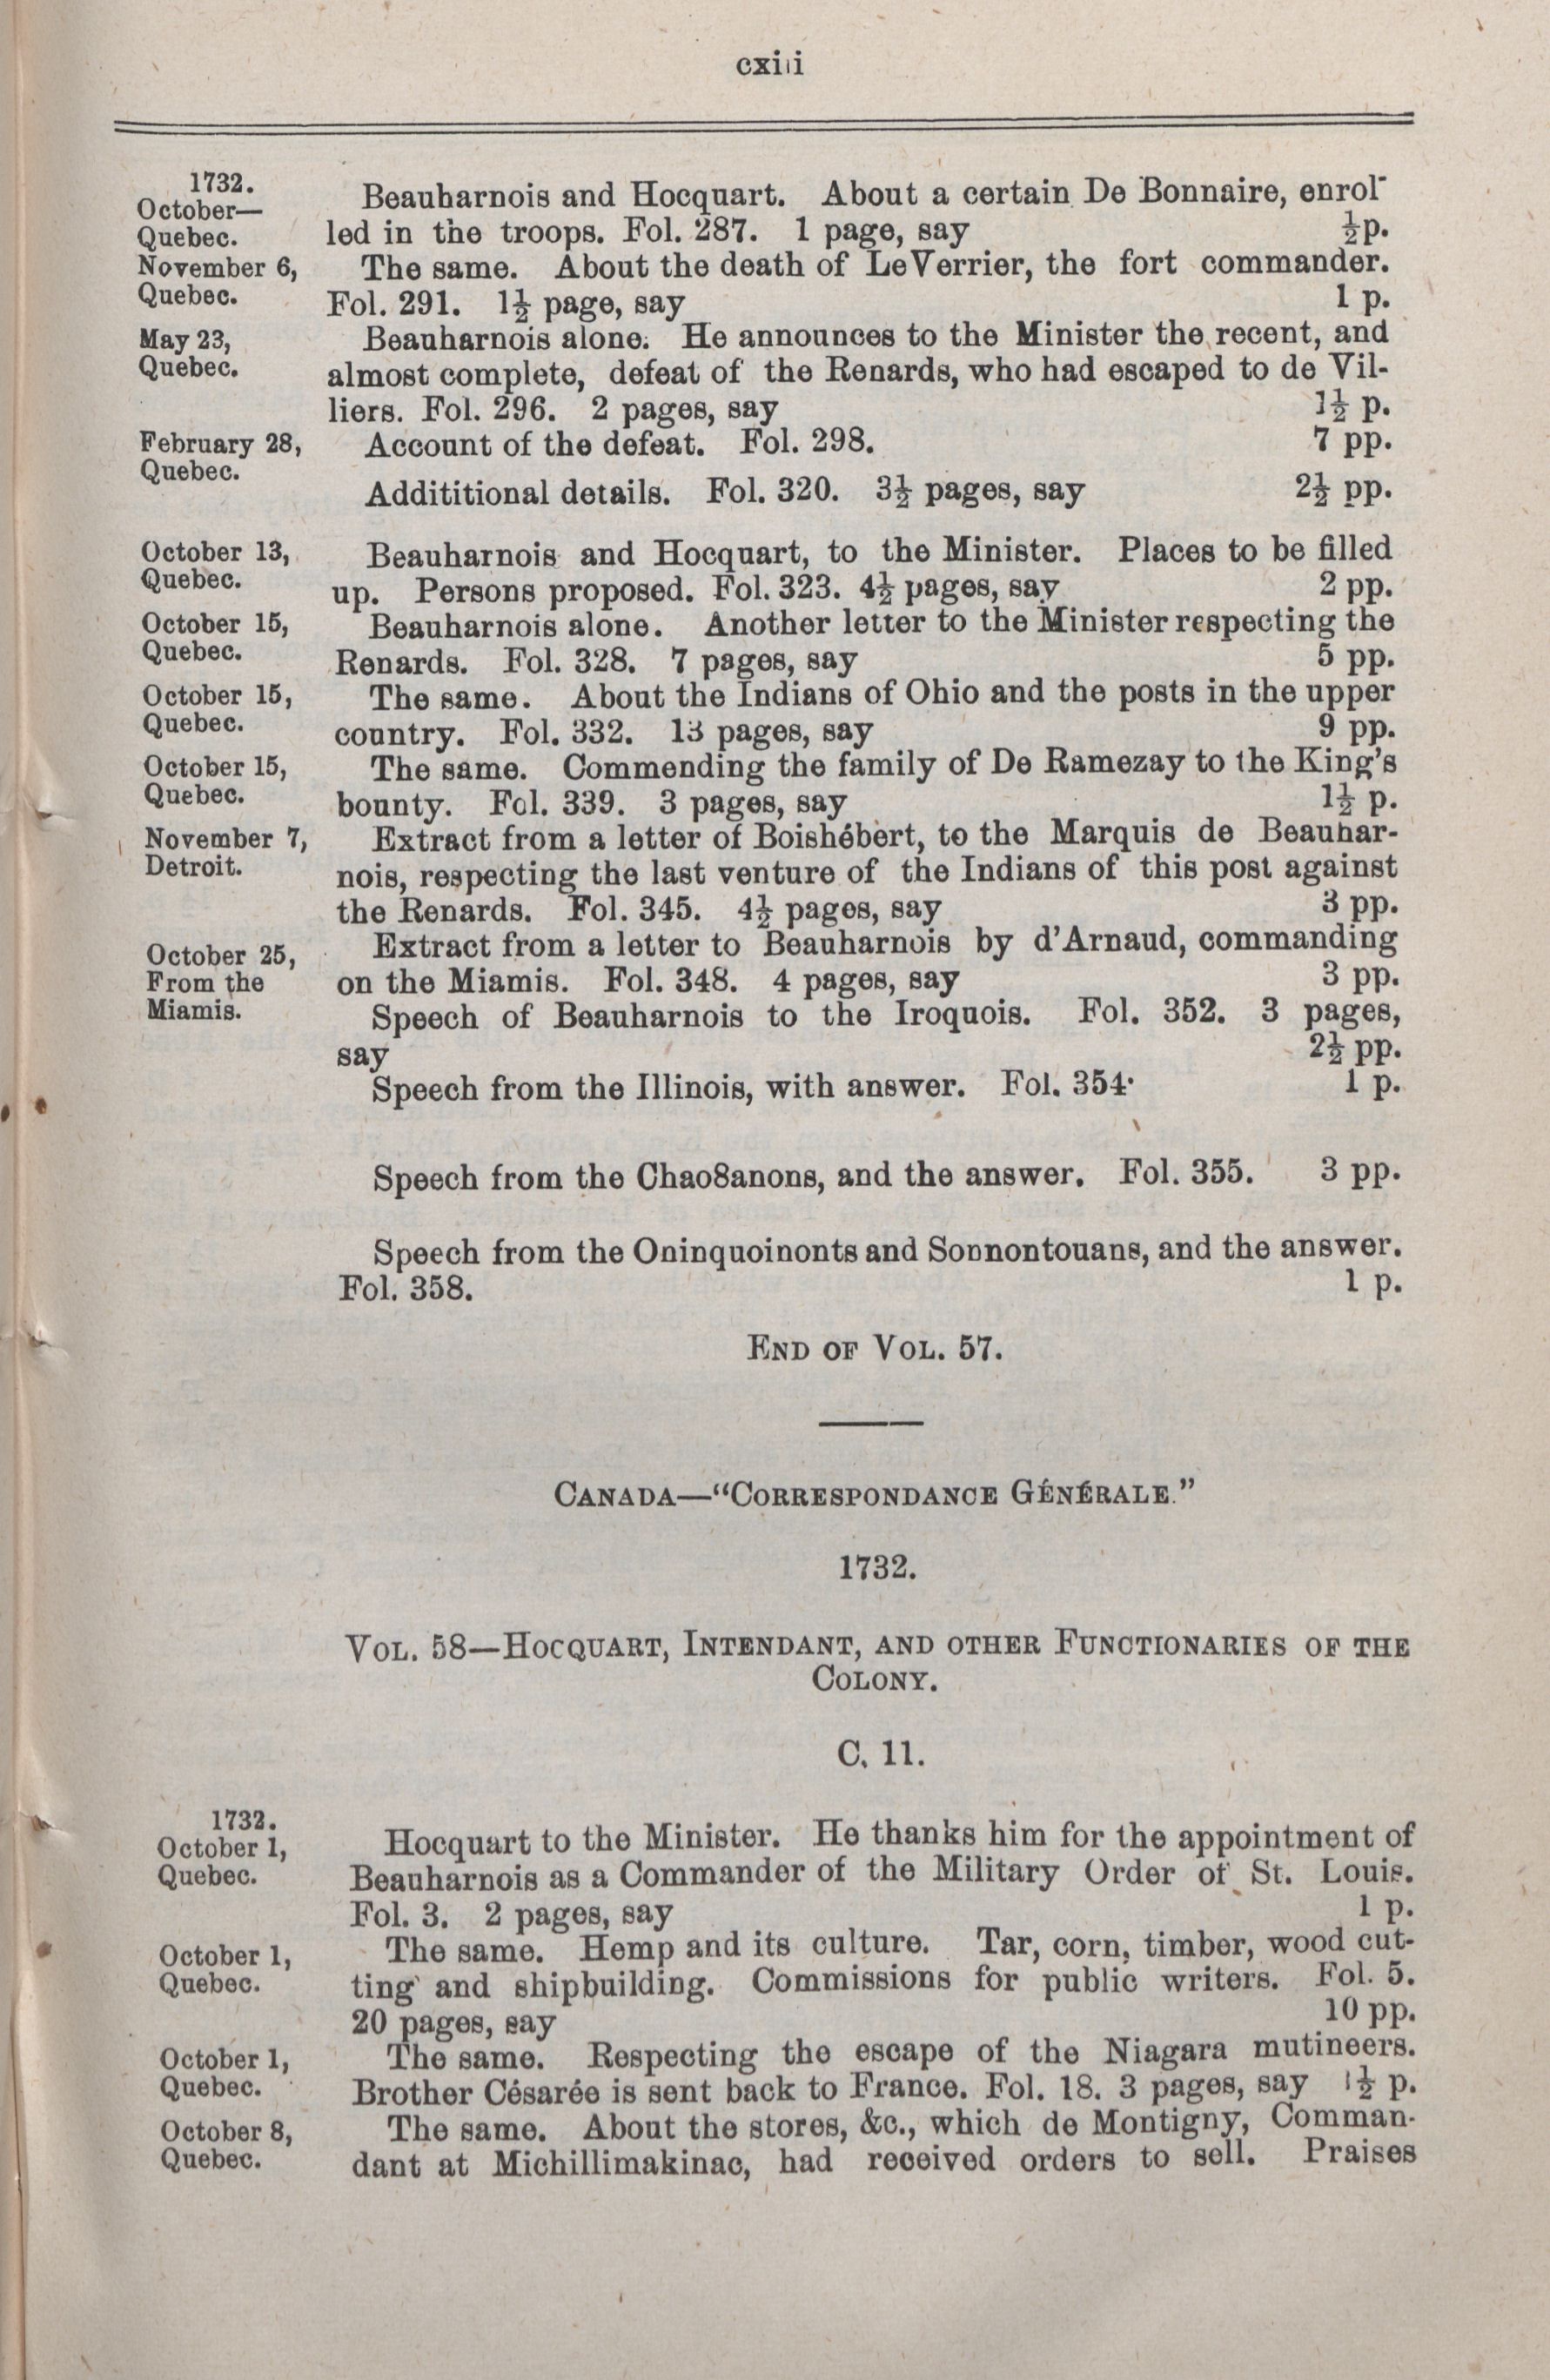 cxiii
1732.
October—
Quebec.
Beauharnois and Hocquart. About a certain De Bonnaire, enrol-
led in the troops. Fol. 287. 1 page, say ½p.
November 6,
Quebec.
The same. About the death of LeVerrier, the fort commander.
Fol. 291. 1½ page, say 1 p.
May 23,
Quebec.
Beauharnois alone. He announces to the Minister the recent, and
almost complete, defeat of the Renards, who had escaped to de Vil-
liers. Fol. 296. 2 pages, say 1½ p.
February 28,
Quebec.
Account of the defeat. Fol. 298. 7 pp.
Addititional details. Fol. 320. 3½ pages, say 2½ pp.
October 13,
Quebec.
Beauharnois and Hocquart, to the Minister. Places to be filled
up. Persons proposed. Fol. 323. 4½ pages, say 2 pp.
October 15,
Quebec.
Beauharnois alone. Another letter to the Minister respecting the
Renards. Fol. 328. 7 pages, say 5 pp.
October 15,
Quebec.
The same. About the Indians of Ohio and the posts in the upper
country. Fol. 332. 13 pages, say 9 pp.
October 15,
Quebec.
The same. Commending the family of De Ramezay to the King's
bounty. Fol. 339. 3 pages, say 1½ p.
November 7,
Detroit.
Extract from a letter of Boishébert, to the Marquis de Beauhar-
nois, respecting the last venture of the Indians of this post against
the Renards. Fol. 345. 4½ pages, say 3 pp.
October 25,
From the
Miamis.
Extract from a letter to Beauharnois by d'Arnaud, commanding
on the Miamis. Fol. 348. 4 pages, say 3 pp.
Speech of Beauharnois to the Iroquois. Fol. 352. 3 pages,
say 2½ pp.
Speech from the Illinois, with answer. Fol. 354. 1 p.
Speech from the Chao8anons, and the answer. Fol. 355. 3 pp.
Speech from the Oninquoinonts and Sonnontouans, and the answer.
Fol. 358. 1 p.
END OF VOL. 57.
CANADA—"CORRESPONDANCE GÉNÉRALE."
1732.
VOL. 58—HOCQUART, INTENDANT, AND OTHER FUNCTIONARIES OF THE
COLONY.
C. 11.
1732.
October 1,
Quebec.
Hocquart to the Minister. He thanks him for the appointment of
Beauharnois as a Commander of the Military Order of St. Louis.
Fol. 3. 2 pages, say 1 p.
October 1,
Quebec.
The same. Hemp and its culture. Tar, corn, timber, wood cut-
ting and shipbuilding. Commissions for public writers. Fol. 5.
20 pages, say 10 pp.
October 1,
Quebec.
The same. Respecting the escape of the Niagara mutineers.
Brother Césarée is sent back to France. Fol. 18. 3 pages, say 1½ p.
October 8,
Quebec.
The same. About the stores, &c., which de Montigny, Comman-
dant at Michillimakinac, had received orders to sell. Praises